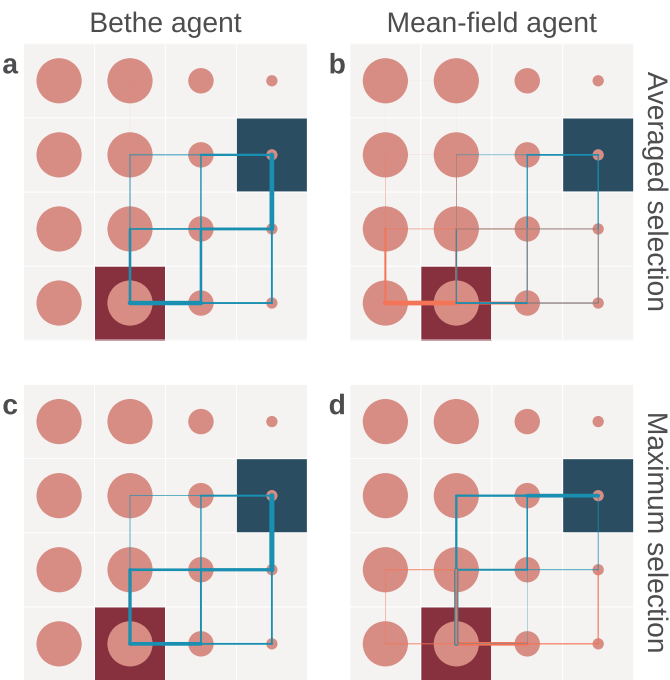 Bethe agent
Mean-field agent
a
b
Averaged selection
c
d
Maximum selection